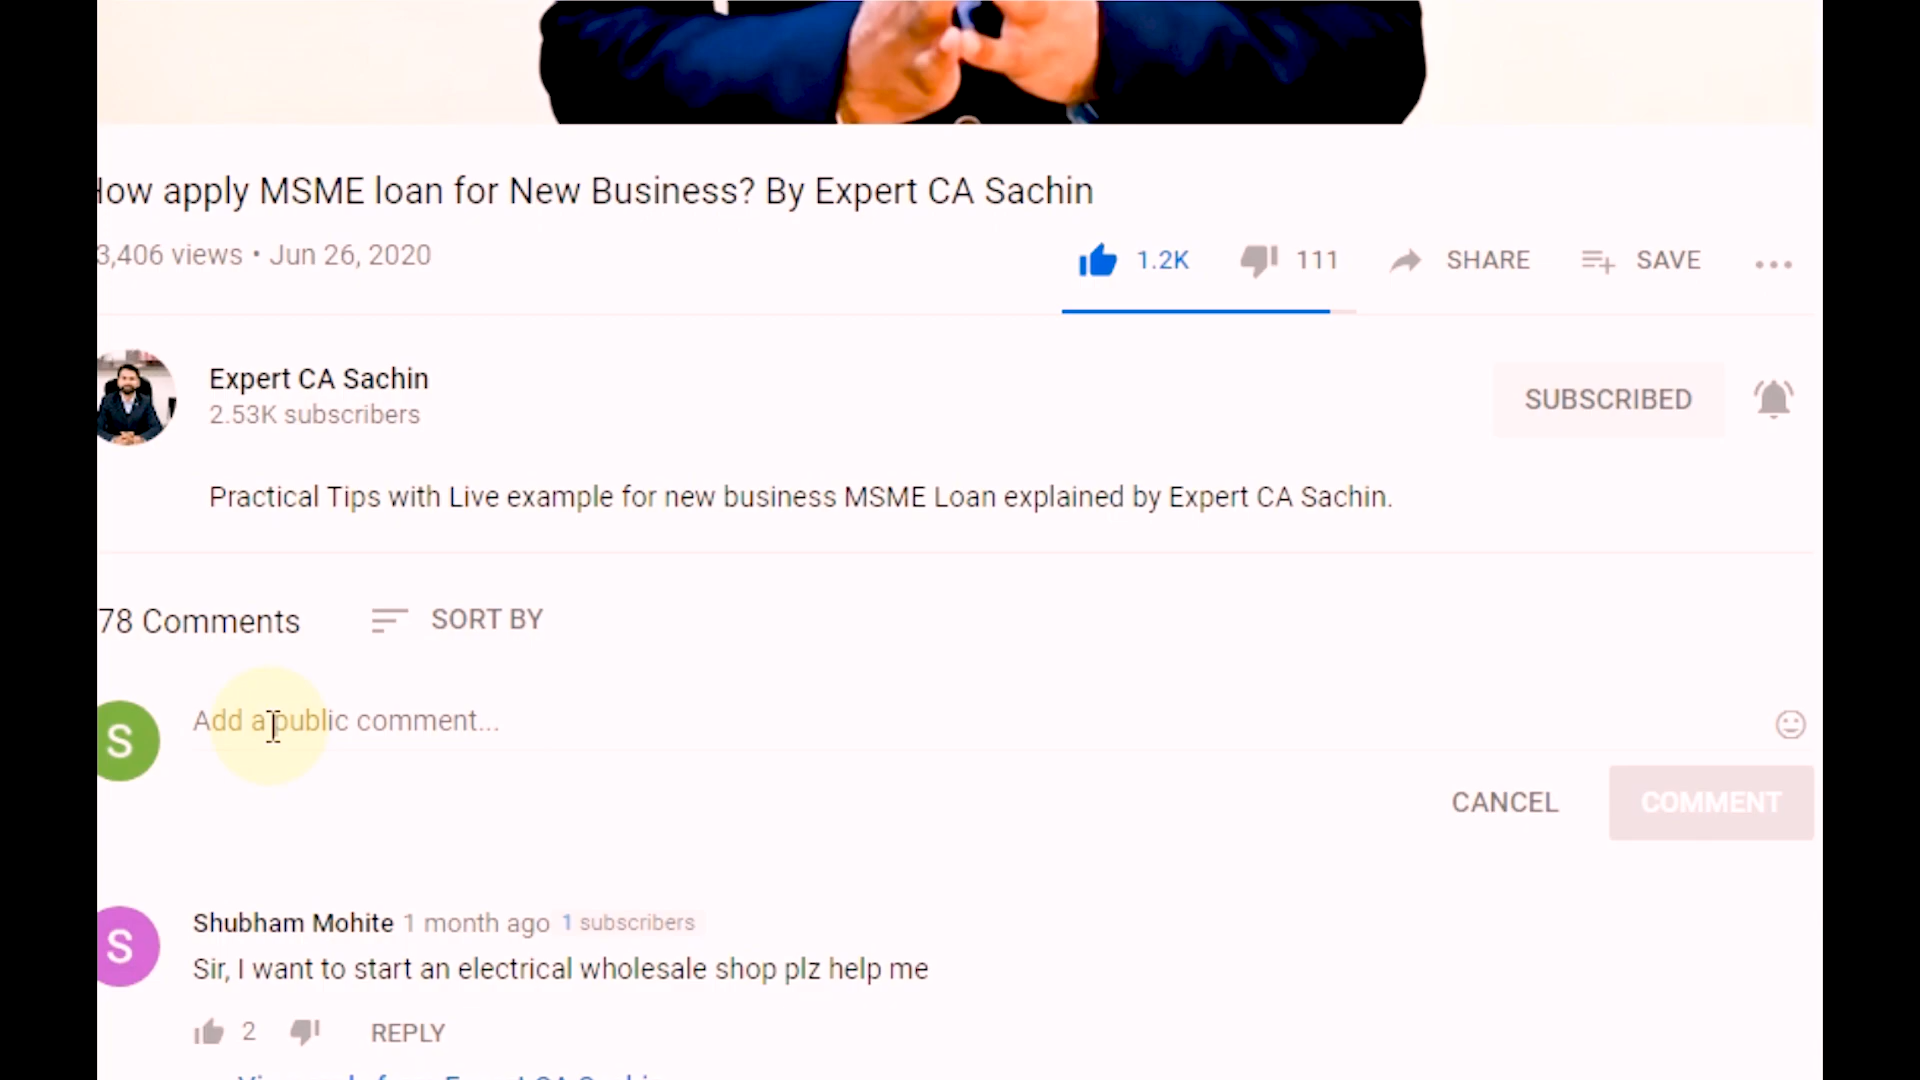 How apply MSME loan for New Business? By Expert CA Sachin
3,406 views • Jun 26, 2020
1.2K 111 SHARE SAVE
Expert CA Sachin
2.53K subscribers
SUBSCRIBED
Practical Tips with Live example for new business MSME Loan explained by Expert CA Sachin.
78 Comments SORT BY
S
Add a public comment...
CANCEL COMMENT
S
Shubham Mohite 1 month ago 1 subscribers
Sir, I want to start an electrical wholesale shop plz help me
2 REPLY